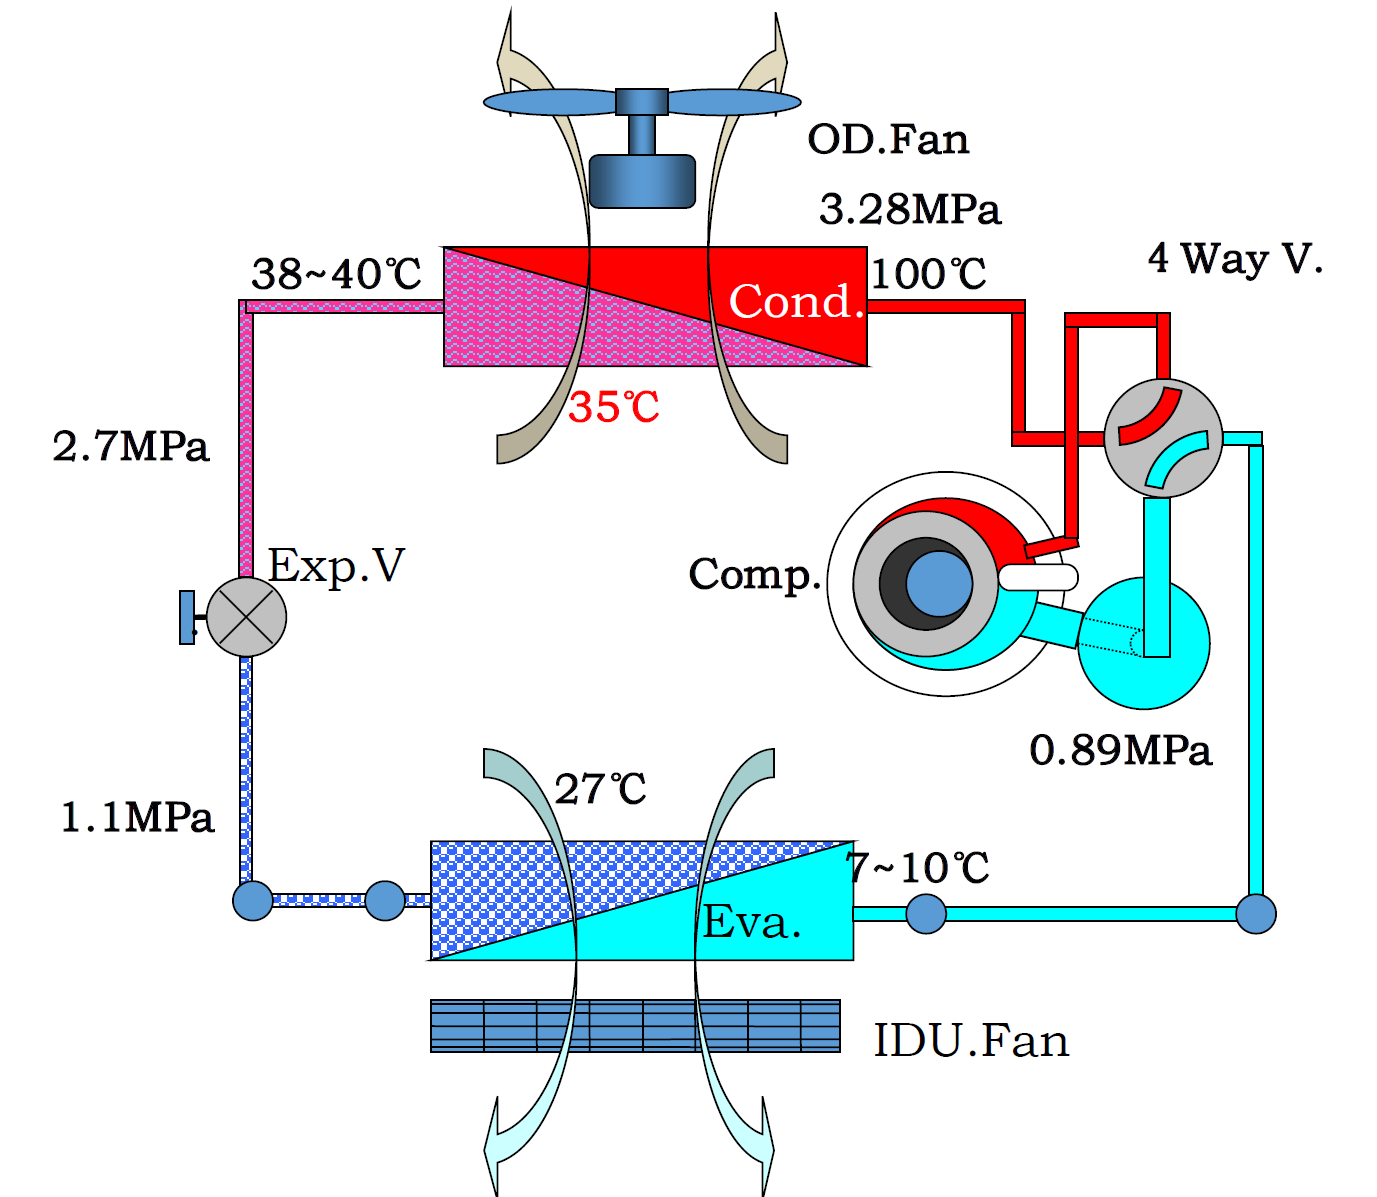 OD.Fan
3.28MPa
4 Way V.
38~40℃
Cond.
100℃
35℃
2.7MPa
Exp.V
Comp.
0.89MPa
27℃
1.1MPa
7~10℃
Eva.
IDU.Fan